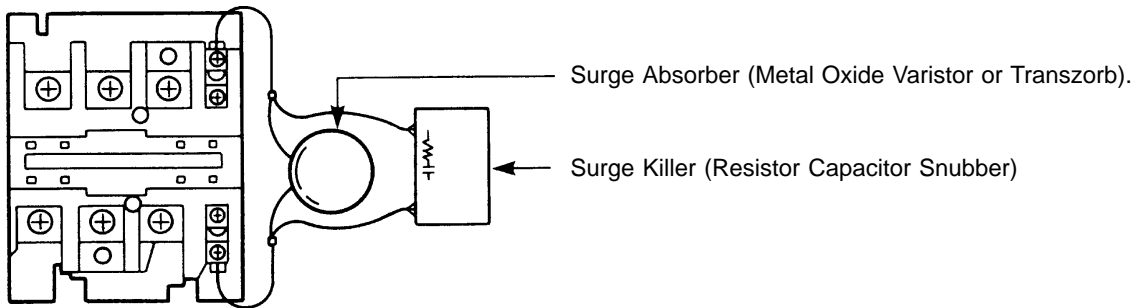 Surge Absorber (Metal Oxide Varistor or Transzorb).
Surge Killer (Resistor Capacitor Snubber)